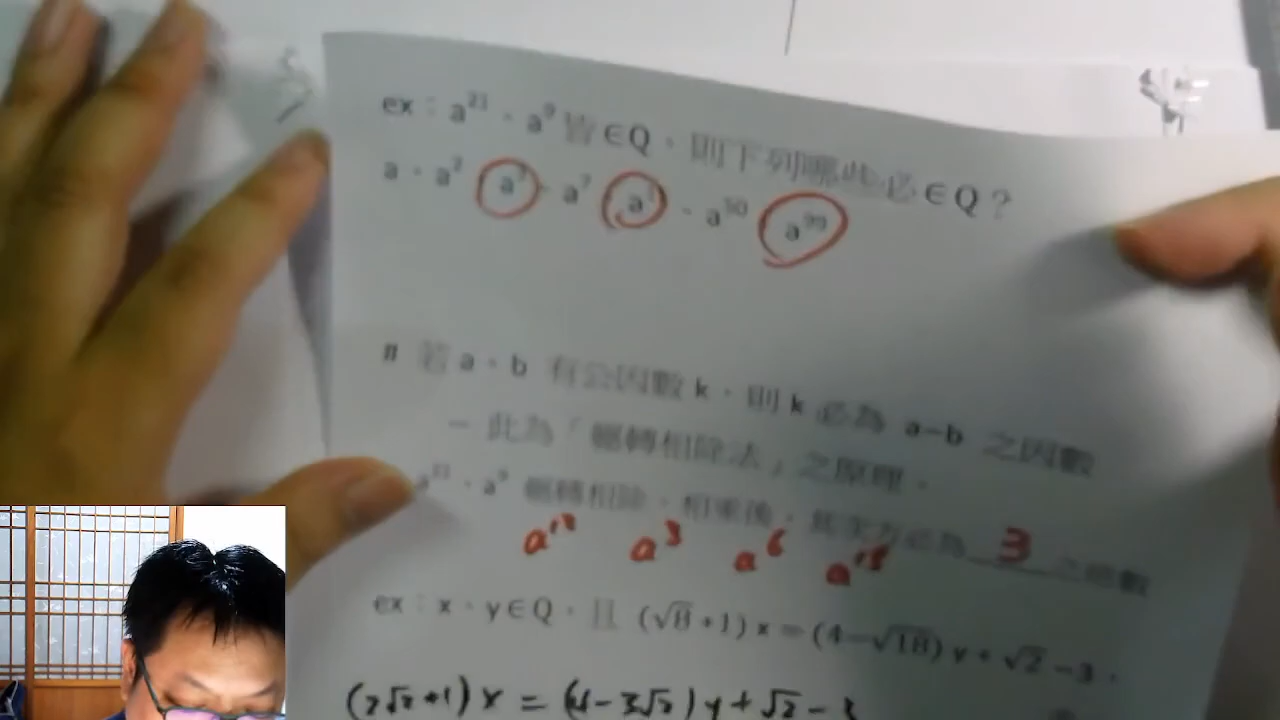 ex：a²¹、a⁹ 皆∈Q，則下列哪些必∈Q？
a、a² a³、a⁷ 、a⁵⁰ a⁹⁹
# 若 a、b 有公因數 k，則 k 必為 a−b 之因數
－ 此為「輾轉相除法」之原理。
a²¹、a⁹ 輾轉相除、相乘後，其次方必為 3 之倍數
a¹² a³ a⁶ a¹⁸
ex：x、y∈Q，且 (√8+1)x=(4−√18)y+√2−3，
(2√2+1)x=(4−3√2)y+√2−3